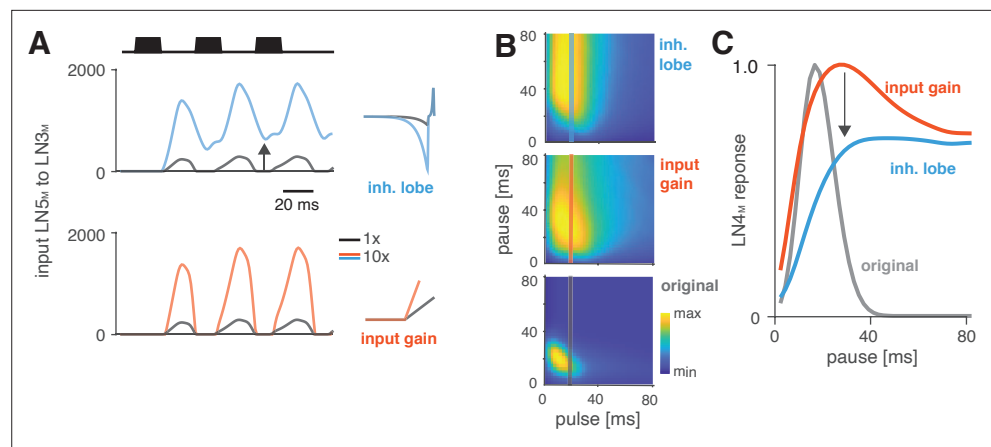 A
2000
0
20 ms
inh. lobe
input LN5M to LN3M
2000
1x
10x
0
input gain
B
80
40
0
inh. lobe
80
40
0
input gain
80
40
0
original
max
min
pause [ms]
0 40 80
pulse [ms]
C
1.0
input gain
inh. lobe
original
LN4M reponse
0
0 40 80
pause [ms]